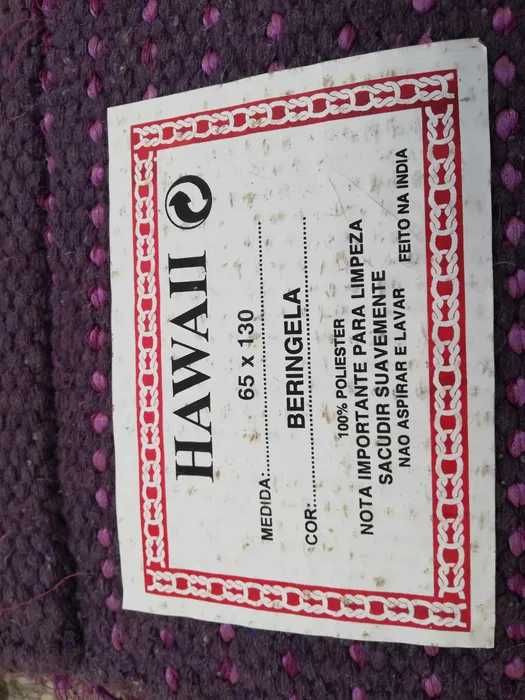 HAWAII
MEDIDA:...........65 x 130...........
COR:...........BERINGELA...........
100% POLIESTER
NOTA IMPORTANTE PARA LIMPEZA
SACUDIR SUAVEMENTE
NAO ASPIRAR E LAVAR FEITO NA INDIA